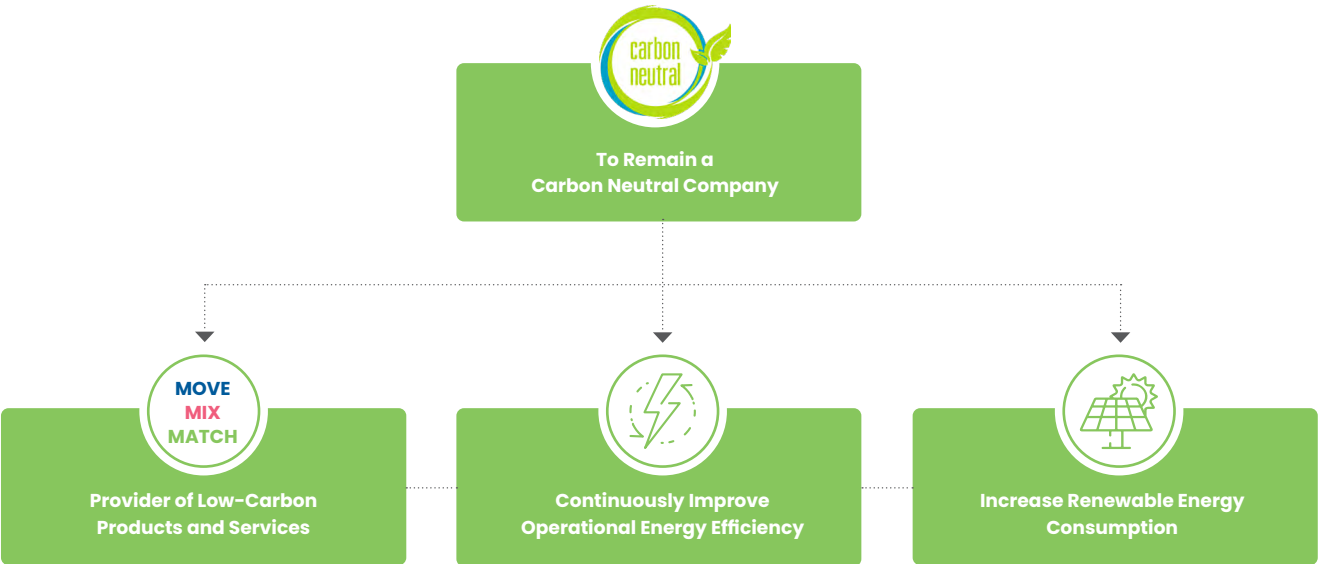 carbon
neutral
To Remain a
Carbon Neutral Company
MOVE
MIX
MATCH
Provider of Low-Carbon
Products and Services
Continuously Improve
Operational Energy Efficiency
Increase Renewable Energy
Consumption